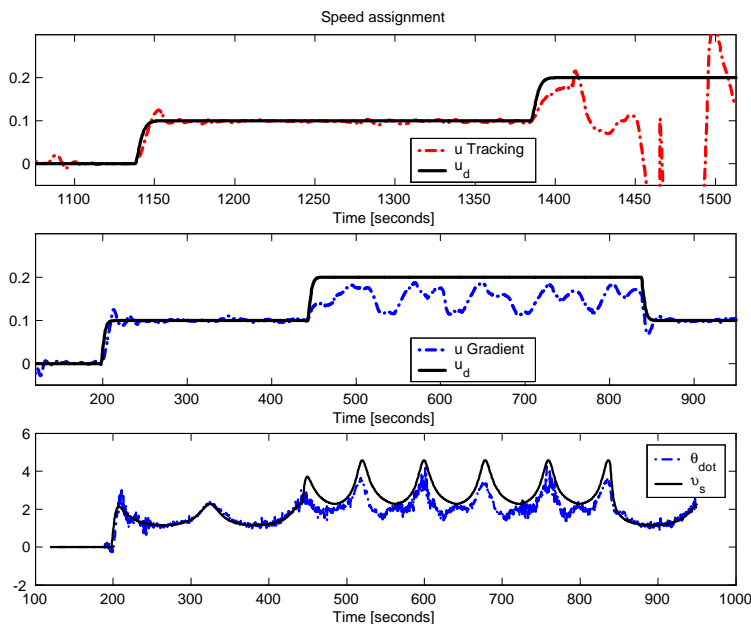 Speed assignment
0.2
0.1
0
u Tracking
u_d
1100 1150 1200 1250 1300 1350 1400 1450 1500
Time [seconds]
0.2
0.1
0
u Gradient
u_d
200 300 400 500 600 700 800 900
Time [seconds]
6
4
2
0
-2
θ_dot
υ_s
100 200 300 400 500 600 700 800 900 1000
Time [seconds]